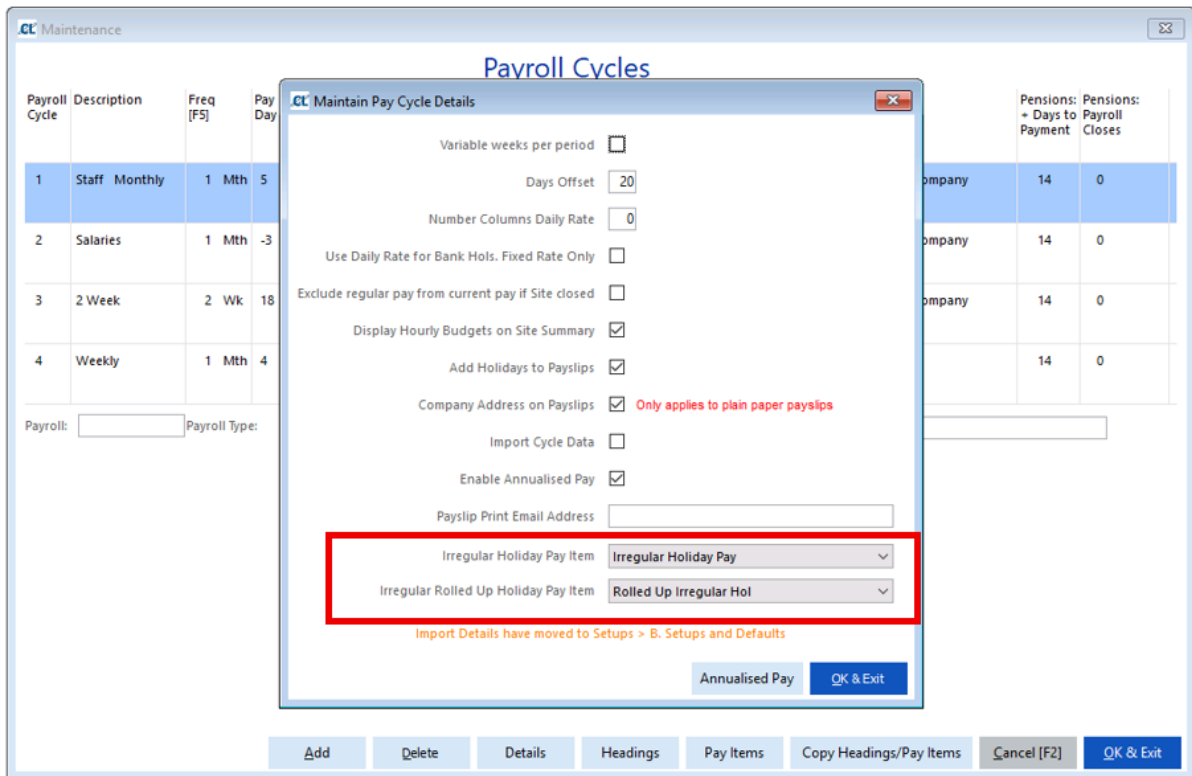 CL Maintenance
Payroll Cycles
Payroll Cycle Description Freq [F5] Pay Day Pensions: + Days to Payment Pensions: Payroll Closes
1 Staff Monthly 1 Mth 5 ompany 14 0
2 Salaries 1 Mth -3 ompany 14 0
3 2 Week 2 Wk 18 ompany 14 0
4 Weekly 1 Mth 4 14 0
Payroll: Payroll Type:
CL Maintain Pay Cycle Details
Variable weeks per period
Days Offset 20
Number Columns Daily Rate 0
Use Daily Rate for Bank Hols. Fixed Rate Only
Exclude regular pay from current pay if Site closed
Display Hourly Budgets on Site Summary
Add Holidays to Payslips
Company Address on Payslips Only applies to plain paper payslips
Import Cycle Data
Enable Annualised Pay
Payslip Print Email Address
Irregular Holiday Pay Item Irregular Holiday Pay
Irregular Rolled Up Holiday Pay Item Rolled Up Irregular Hol
Import Details have moved to Setups > B. Setups and Defaults
Annualised Pay OK & Exit
Add Delete Details Headings Pay Items Copy Headings/Pay Items Cancel [F2] OK & Exit